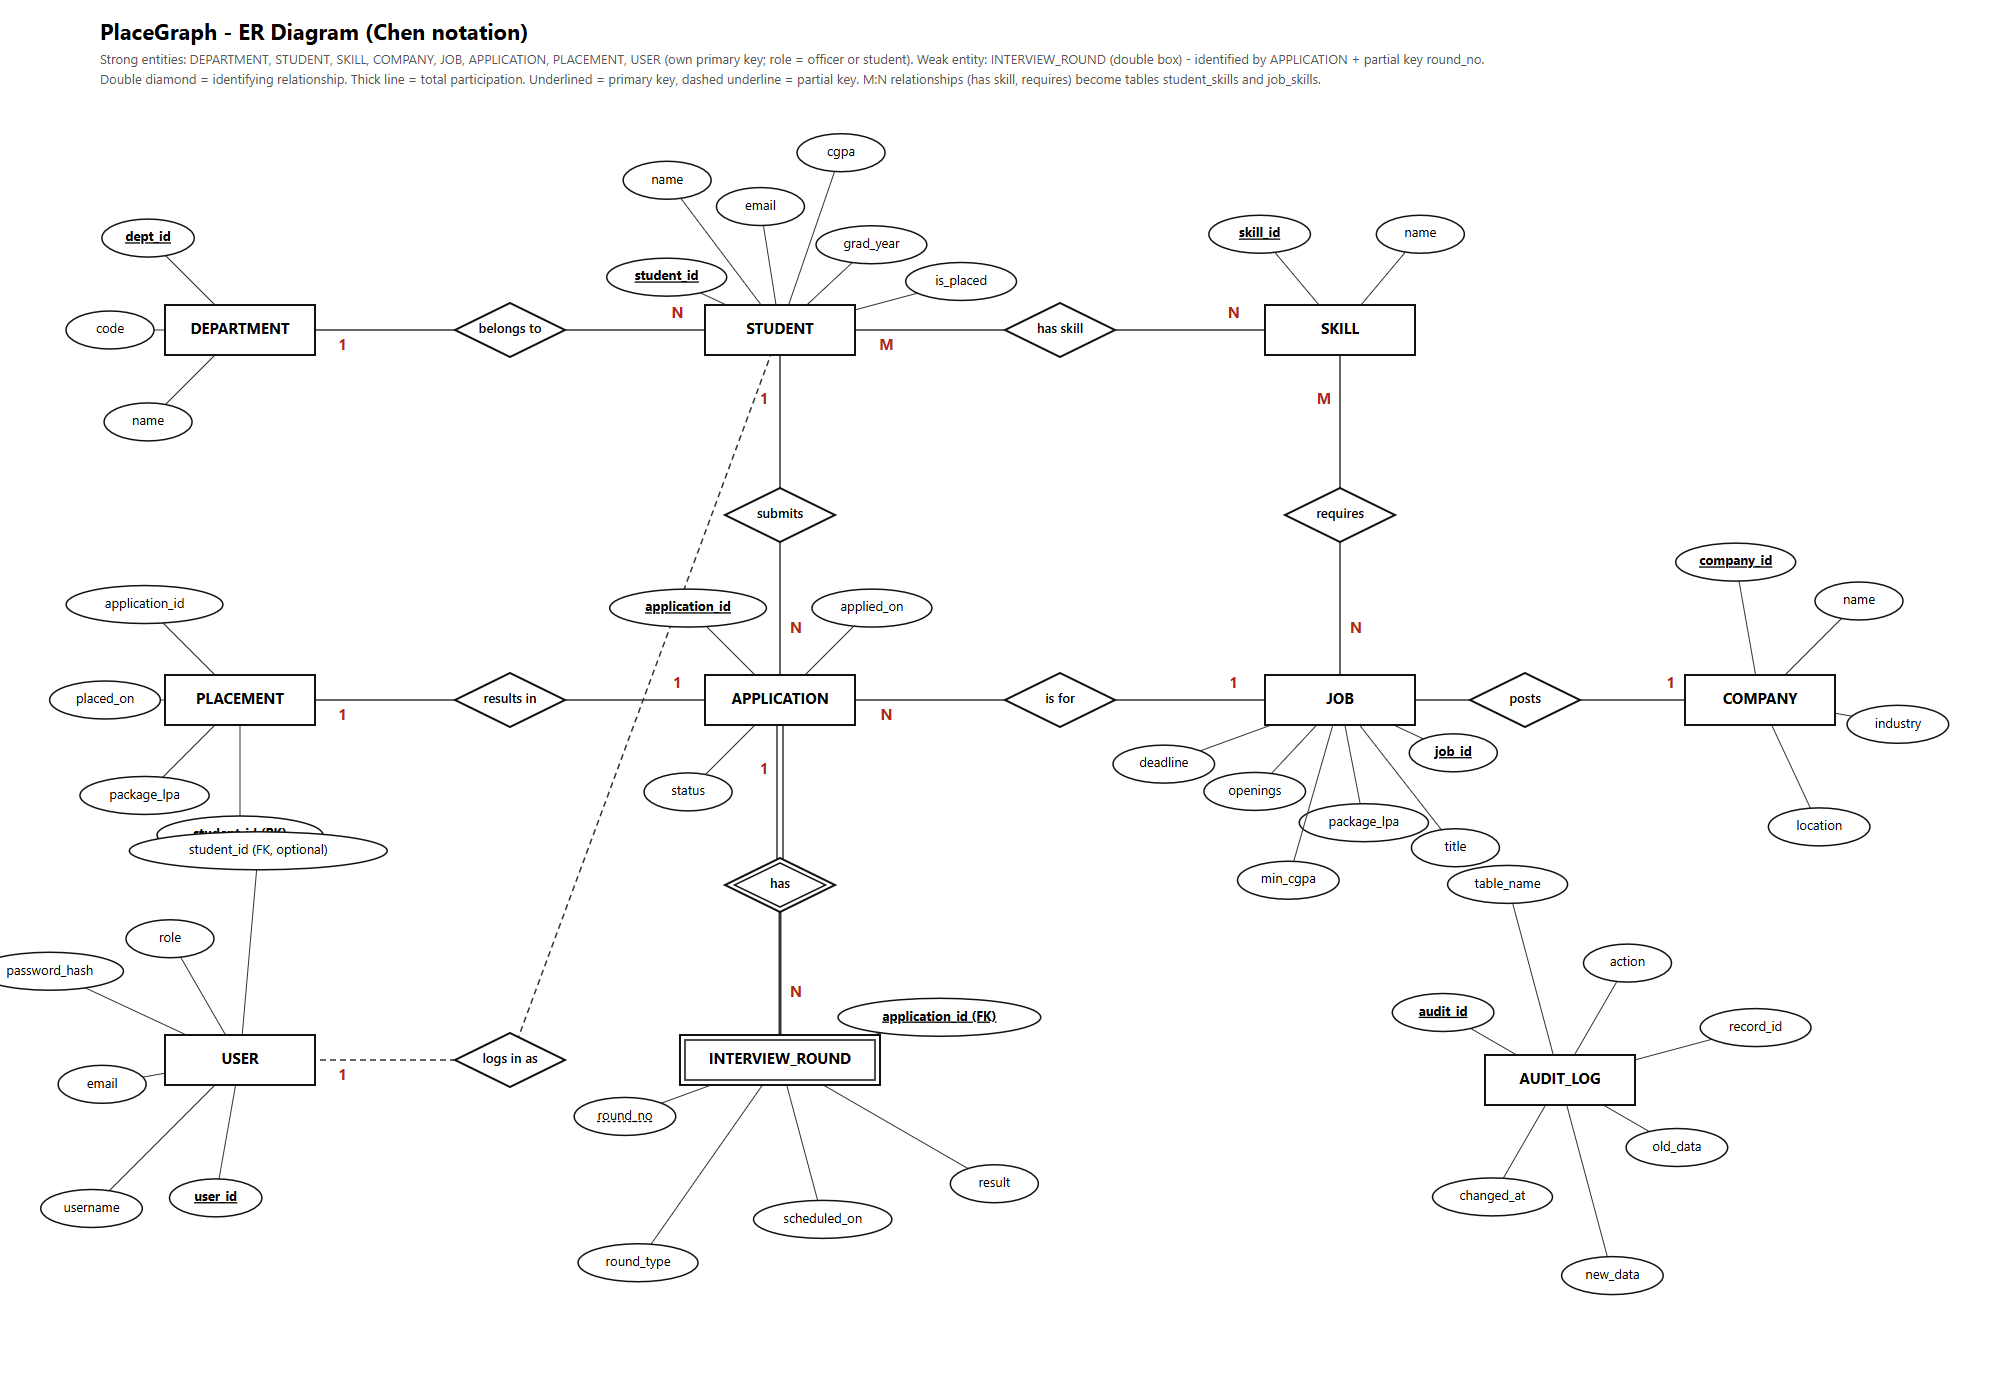 PlaceGraph - ER Diagram (Chen notation)
Strong entities: DEPARTMENT, STUDENT, SKILL, COMPANY, JOB, APPLICATION, PLACEMENT, USER (own primary key; role = officer or student). Weak entity: INTERVIEW_ROUND (double box) - identified by APPLICATION + partial key round_no.
Double diamond = identifying relationship. Thick line = total participation. Underlined = primary key, dashed underline = partial key. M:N relationships (has skill, requires) become tables student_skills and job_skills.
cgpa
name
email
dept_id
skill_id
name
grad_year
student_id
is_placed
N
N
code
DEPARTMENT
belongs to
STUDENT
has skill
SKILL
1
M
name
1
M
submits
requires
company_id
application_id
application_id
applied_on
name
N
N
1
1
1
placed_on
PLACEMENT
results in
APPLICATION
is for
JOB
posts
COMPANY
1
N
industry
job_id
deadline
1
package_lpa
status
openings
package_lpa
location
student_id (PK)
student_id (FK, optional)
title
min_cgpa
has
table_name
role
password_hash
action
N
application_id (FK)
audit_id
record_id
USER
logs in as
INTERVIEW_ROUND
1
AUDIT_LOG
email
round_no
old_data
user_id
username
result
changed_at
scheduled_on
round_type
new_data